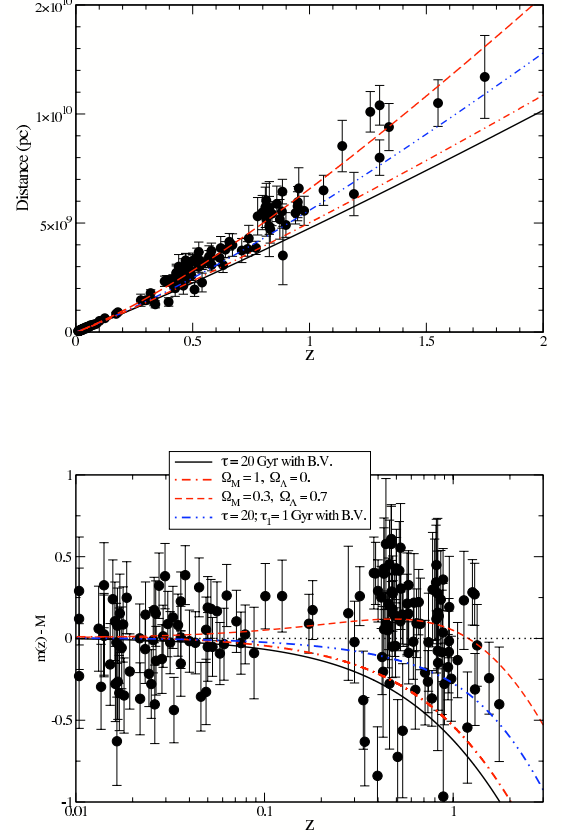 2×10¹⁰
1×10¹⁰
5×10⁹
0
Distance (pc)
0 0.5 1 1.5 2
Z
τ = 20 Gyr with B.V.
Ω_M = 1, Ω_Λ = 0.
Ω_M = 0.3, Ω_Λ = 0.7
τ = 20; τ₁ = 1 Gyr with B.V.
1
0.5
0
-0.5
-1
m(z) - M
0.01 0.1 1
Z